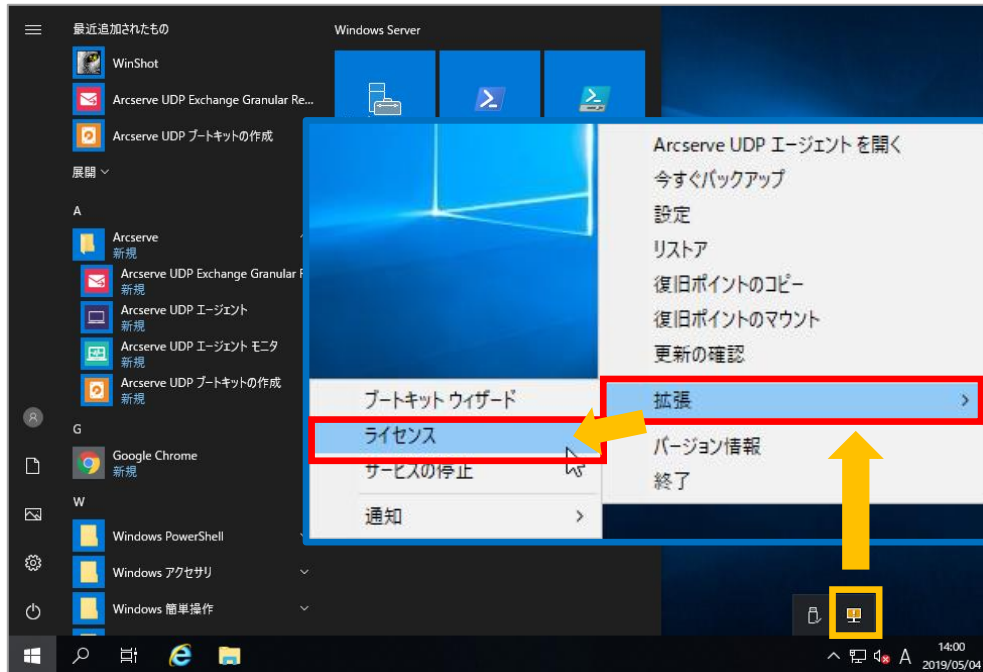 最近追加されたもの
WinShot
Arcserve UDP Exchange Granular Re...
Arcserve UDP ブートキットの作成
展開
A
Arcserve
新規
Arcserve UDP Exchange Granular R
新規
Arcserve UDP エージェント
新規
Arcserve UDP エージェント モニタ
新規
Arcserve UDP ブートキットの作成
新規
G
Google Chrome
新規
W
Windows PowerShell
Windows アクセサリ
Windows 簡単操作
Windows Server
Arcserve UDP エージェント を開く
今すぐバックアップ
設定
リストア
復旧ポイントのコピー
復旧ポイントのマウント
更新の確認
拡張
バージョン情報
終了
ブートキット ウィザード
ライセンス
サービスの停止
通知
A
14:00
2019/05/04